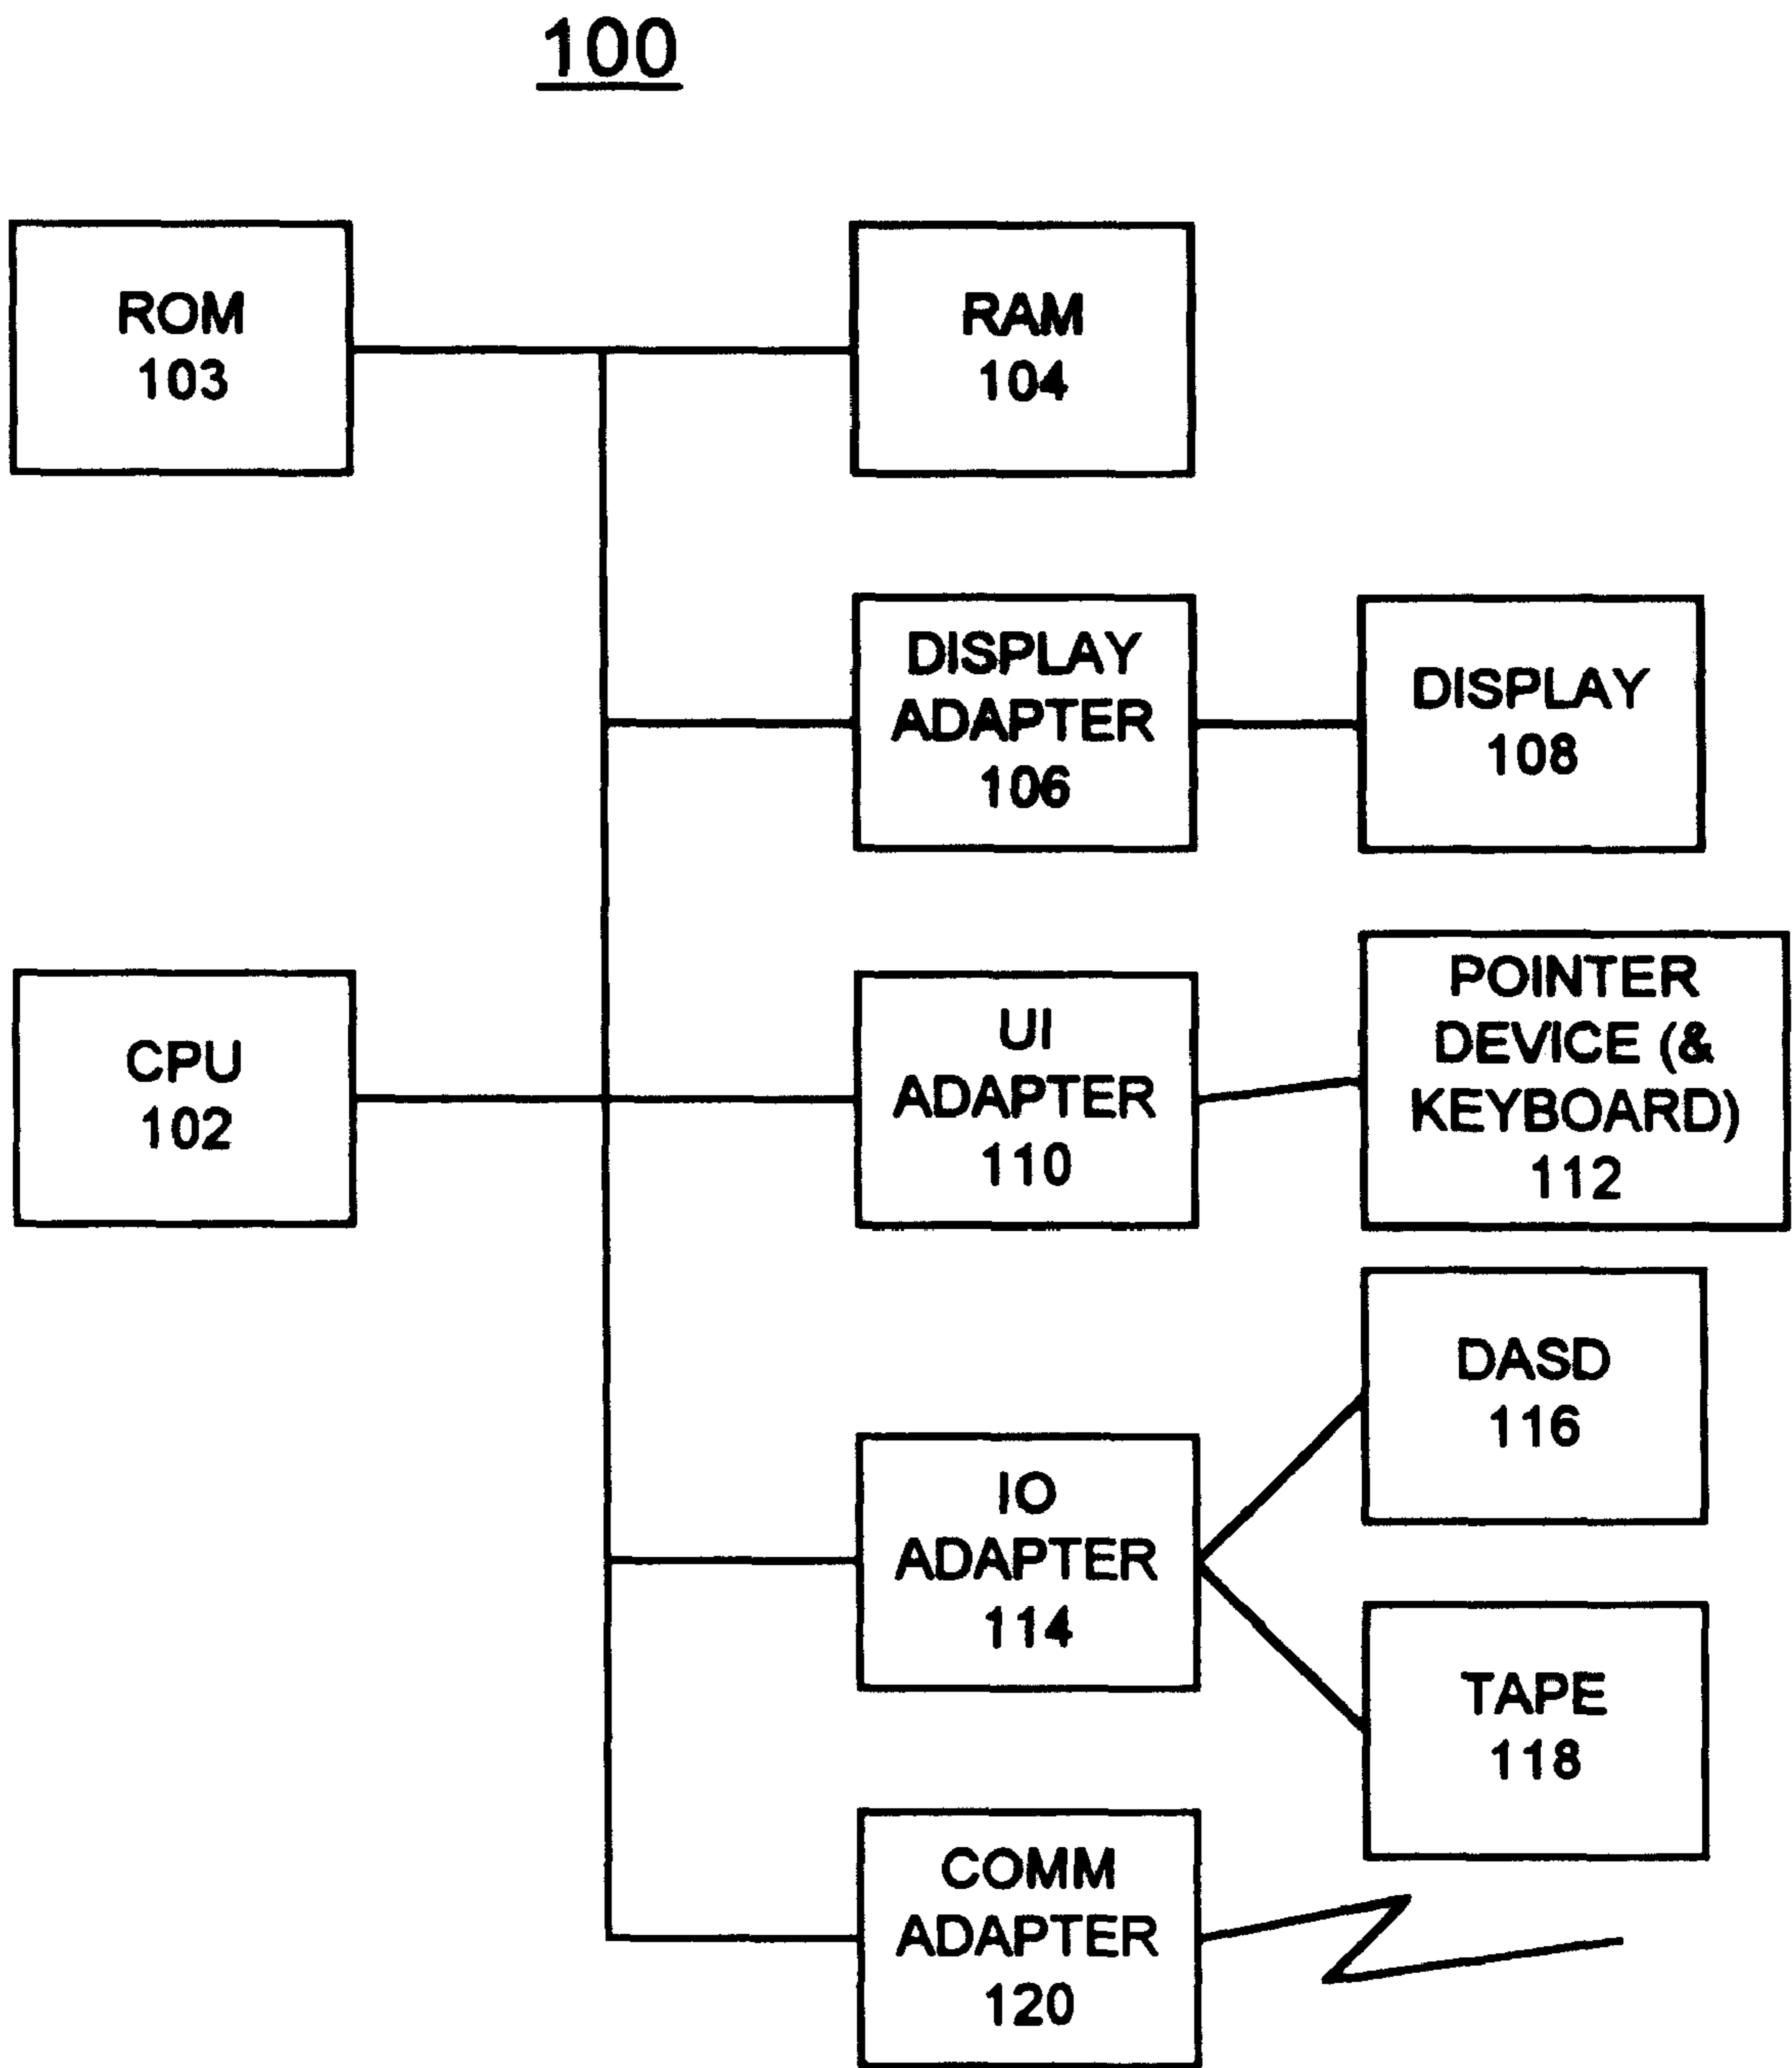 100
ROM
103
RAM
104
DISPLAY
ADAPTER
106
DISPLAY
108
CPU
102
UI
ADAPTER
110
POINTER
DEVICE (&
KEYBOARD)
112
IO
ADAPTER
114
DASD
116
TAPE
118
COMM
ADAPTER
120